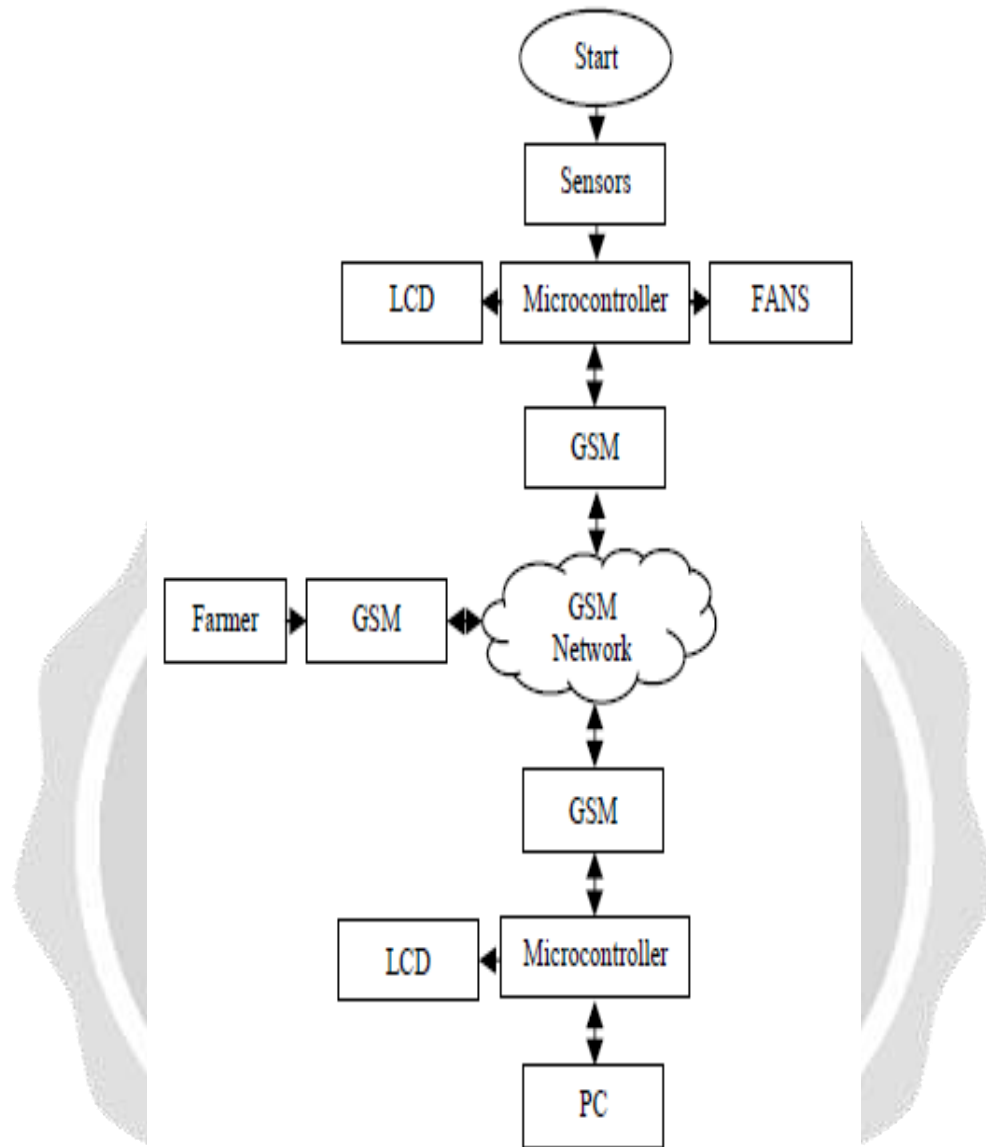 Start
Sensors
LCD
Microcontroller
FANS
GSM
Farmer
GSM
GSM
Network
GSM
LCD
Microcontroller
PC